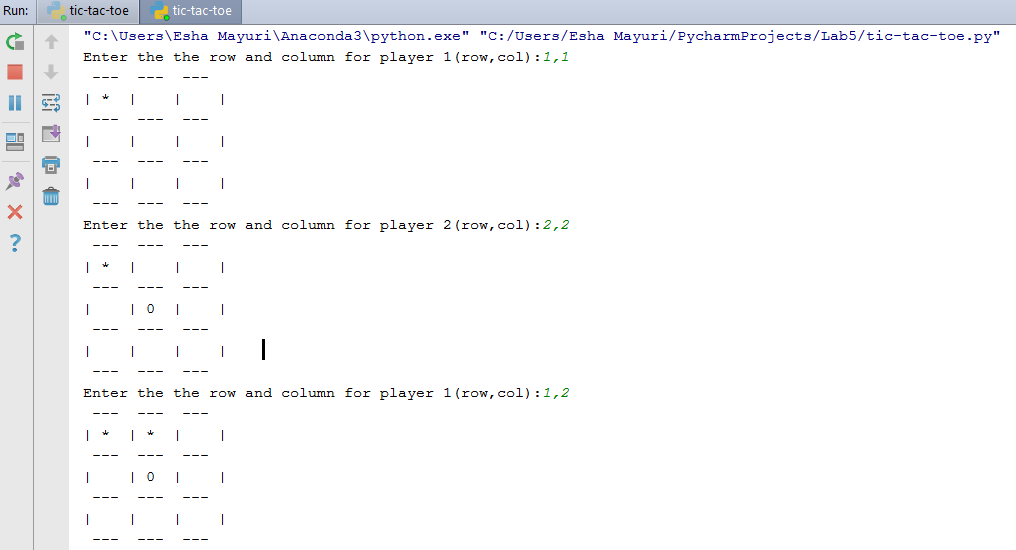 Run: tic-tac-toe tic-tac-toe
"C:\Users\Esha Mayuri\Anaconda3\python.exe" "C:/Users/Esha Mayuri/PycharmProjects/Lab5/tic-tac-toe.py"
Enter the the row and column for player 1(row,col):1,1
 ---  ---  ---
| *  |    |    |
 ---  ---  ---
|    |    |    |
 ---  ---  ---
|    |    |    |
 ---  ---  ---
Enter the the row and column for player 2(row,col):2,2
 ---  ---  ---
| *  |    |    |
 ---  ---  ---
|    | 0  |    |
 ---  ---  ---
|    |    |    |
 ---  ---  ---
Enter the the row and column for player 1(row,col):1,2
 ---  ---  ---
| *  | *  |    |
 ---  ---  ---
|    | 0  |    |
 ---  ---  ---
|    |    |    |
 ---  ---  ---